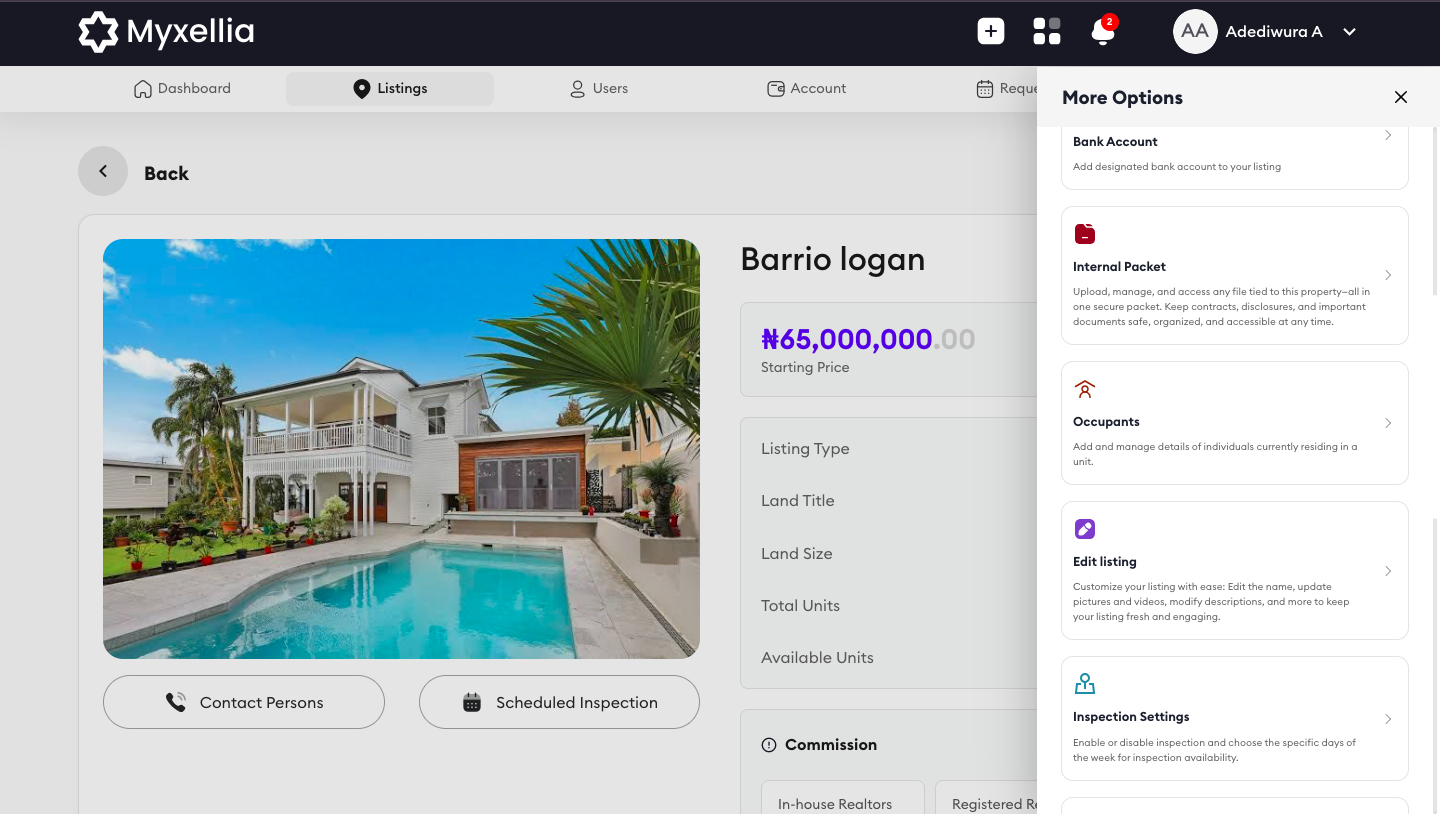 Myxellia
2
AA
Adediwura A
Dashboard
Listings
Users
Account
More Options
Back
Barrio logan
₦65,000,000.00
Starting Price
Listing Type
Land Title
Land Size
Total Units
Available Units
Contact Persons
Scheduled Inspection
Commission
In-house Realtors
Registered
Bank Account
Add designated bank account to your listing
Internal Packet
Upload, manage, and access any file tied to this property—all in
one secure packet. Keep contracts, disclosures, and important
documents safe, organized, and accessible at any time.
Occupants
Add and manage details of individuals currently residing in a
unit.
Edit listing
Customize your listing with ease: Edit the name, update
pictures and videos, modify descriptions, and more to keep
your listing fresh and engaging.
Inspection Settings
Enable or disable inspection and choose the specific days of
the week for inspection availability.